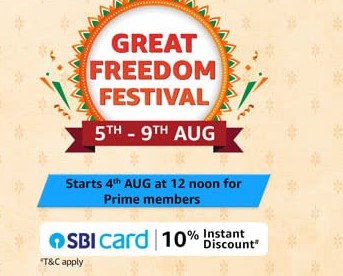 GREAT
FREEDOM
FESTIVAL
5TH - 9TH AUG
Starts 4th AUG at 12 noon for
Prime members
SBI card | 10% Instant Discount*
*T&C apply